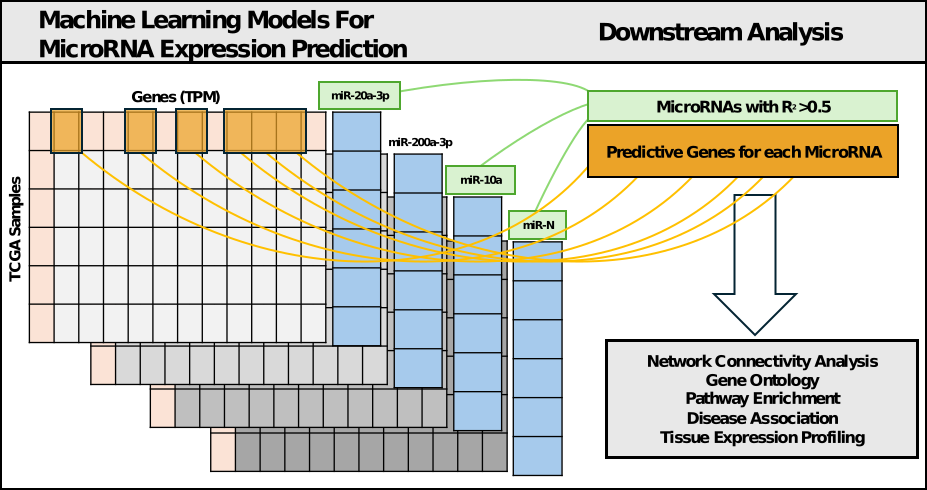 Machine Learning Models For
MicroRNA Expression Prediction
Downstream Analysis
Genes (TPM)
TCGA Samples
miR-20a-3p
miR-200a-3p
miR-10a
miR-N
MicroRNAs with R² >0.5
Predictive Genes for each MicroRNA
Network Connectivity Analysis
Gene Ontology
Pathway Enrichment
Disease Association
Tissue Expression Profiling